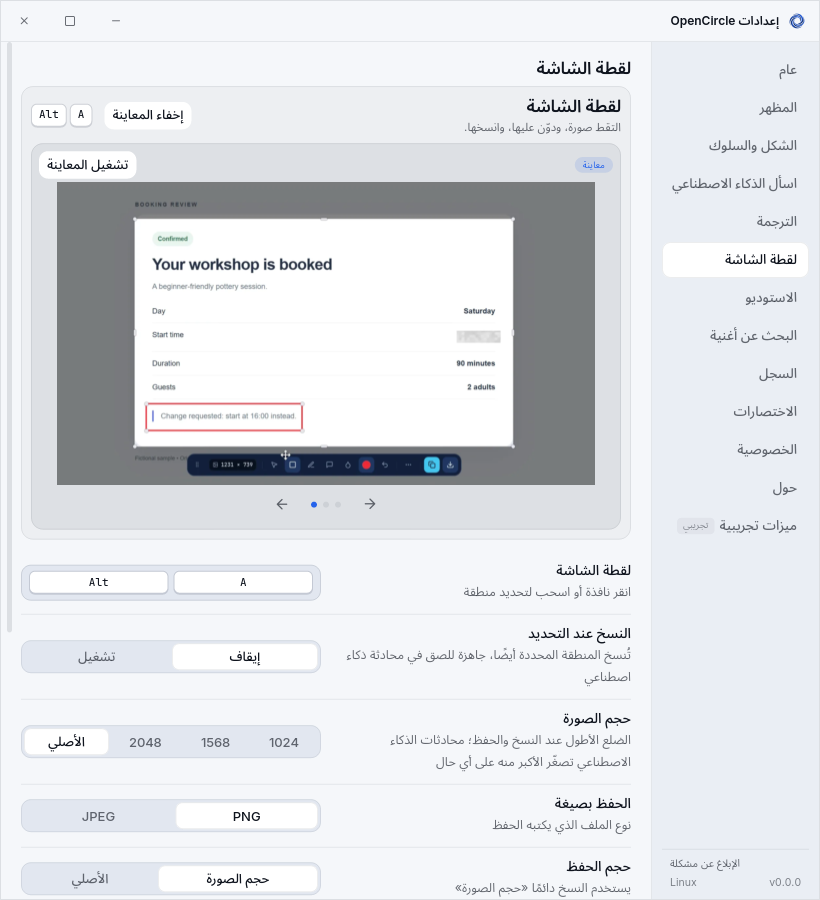 إعدادات OpenCircle
عام
المظهر
الشكل والسلوك
اسأل الذكاء الاصطناعي
الترجمة
لقطة الشاشة
الاستوديو
البحث عن أغنية
السجل
الاختصارات
الخصوصية
حول
ميزات تجريبية تجريبي
الإبلاغ عن مشكلة
v0.0.0 Linux
لقطة الشاشة
لقطة الشاشة
التقط صورة، ودوّن عليها، وانسخها.
إخفاء المعاينة
Alt A
معاينة
تشغيل المعاينة
BOOKING REVIEW
Confirmed
Your workshop is booked
A beginner-friendly pottery session.
Day Saturday
Start time
Duration 90 minutes
Guests 2 adults
Change requested: start at 16:00 instead.
Fictional sample
1231 × 739
لقطة الشاشة
انقر نافذة أو اسحب لتحديد منطقة
Alt A
النسخ عند التحديد
تُنسخ المنطقة المحددة أيضًا، جاهزة للصق في محادثة ذكاء
اصطناعي
إيقاف تشغيل
حجم الصورة
الضلع الأطول عند النسخ والحفظ؛ محادثات الذكاء
الاصطناعي تصغّر الأكبر منه على أي حال
1024 1568 2048 الأصلي
الحفظ بصيغة
نوع الملف الذي يكتبه الحفظ
PNG JPEG
حجم الحفظ
يستخدم النسخ دائمًا «حجم الصورة»
حجم الصورة الأصلي